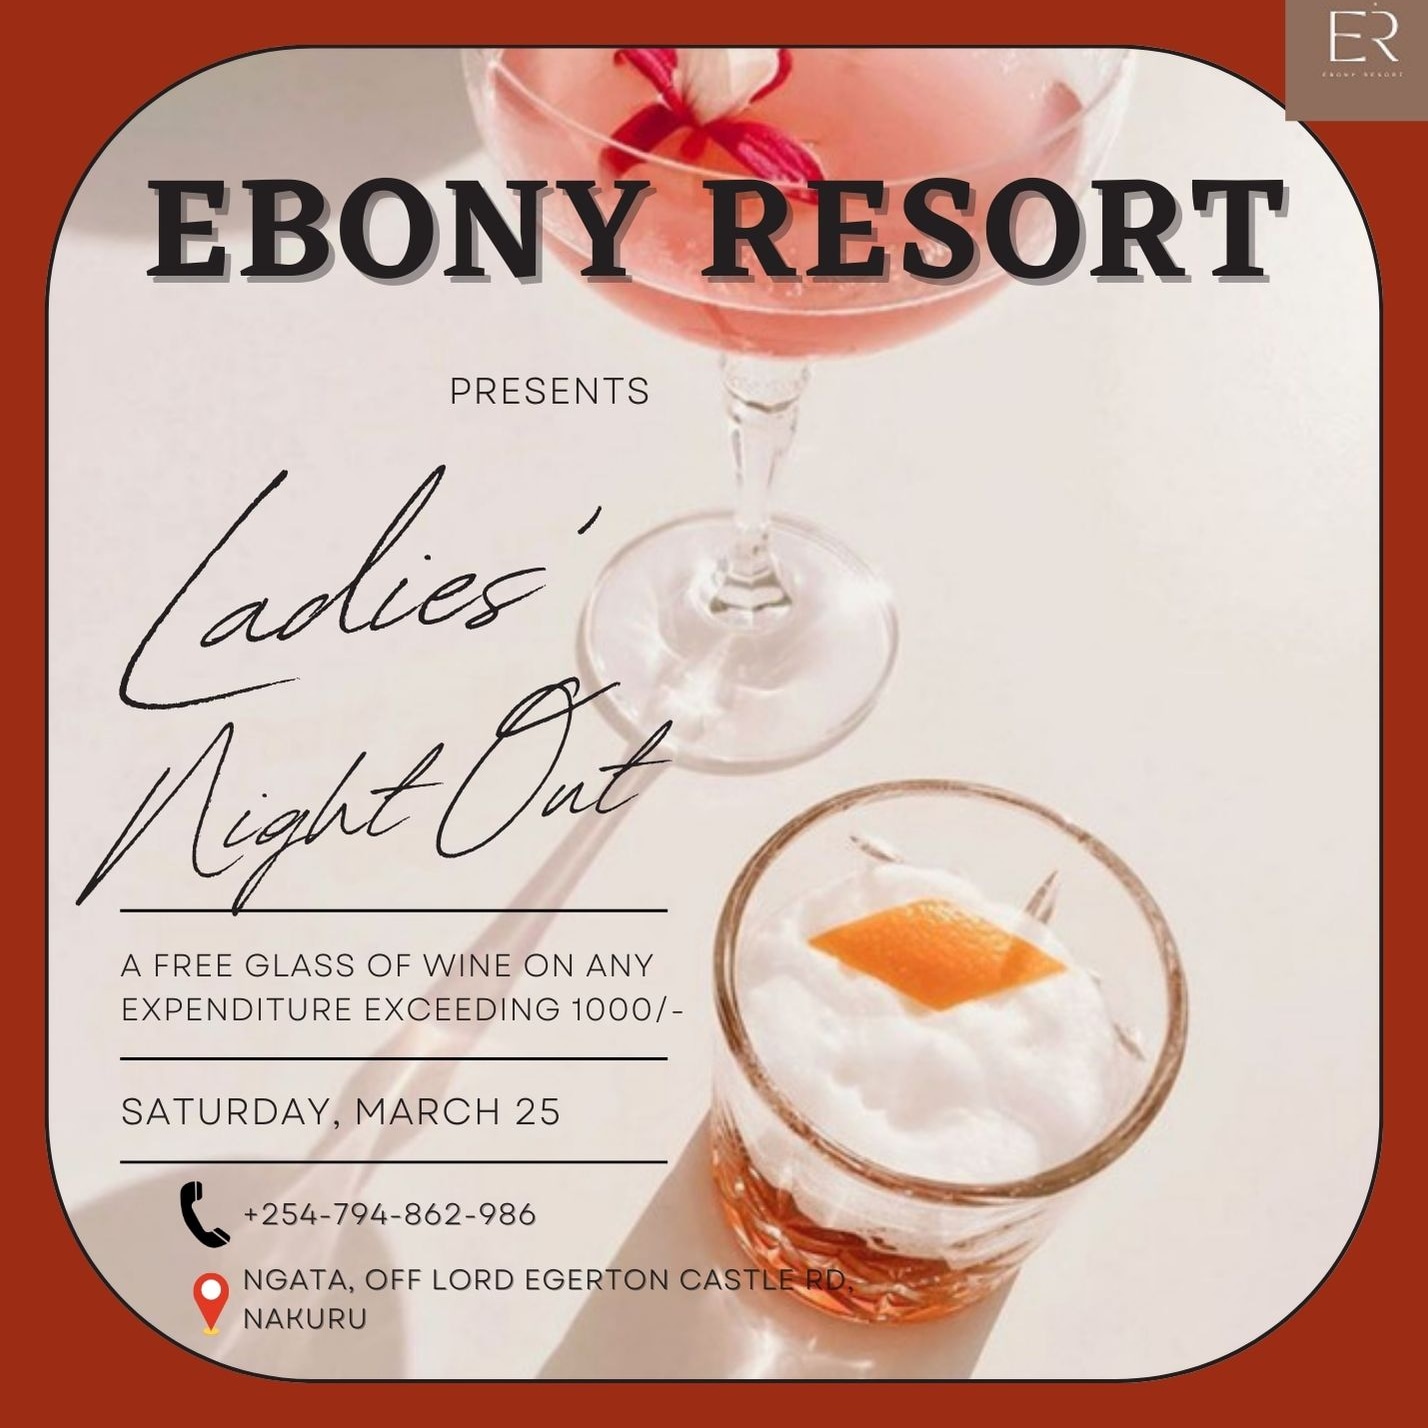 ER
EBONY RESORT
EBONY RESORT
PRESENTS
Ladies'
Night Out
A FREE GLASS OF WINE ON ANY
EXPENDITURE EXCEEDING 1000/-
SATURDAY, MARCH 25
+254-794-862-986
NGATA, OFF LORD EGERTON CASTLE RD,
NAKURU